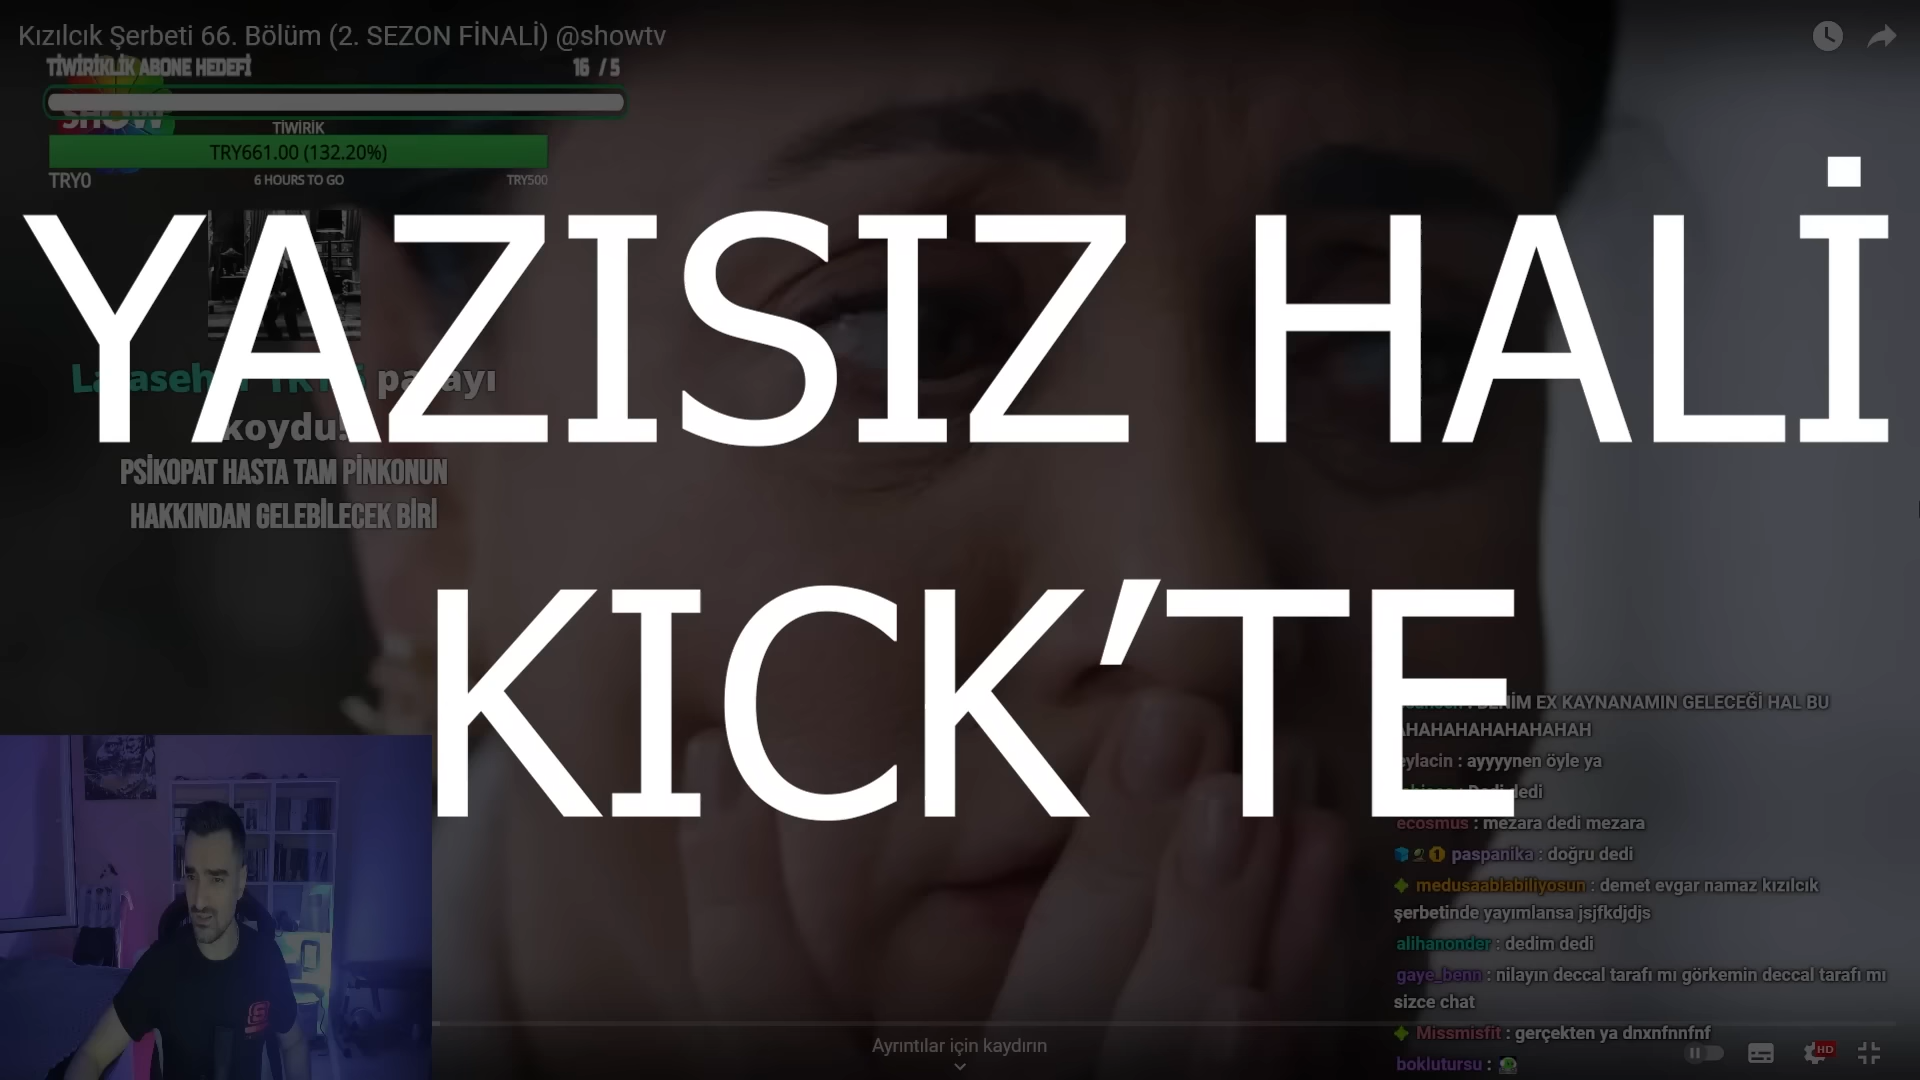 Kızılcık Şerbeti 66. Bölüm (2. SEZON FİNALİ) @showtv
TİWİRİKLİK ABONE HEDEFİ 16 / 5
SHOW
TİWİRİK
TRY661.00 (132.20%)
TRY0 6 HOURS TO GO TRY500
YAZISIZ HALİ
koydu!
PSİKOPAT HASTA TAM PİNKONUN
HAKKINDAN GELEBİLECEK BİRİ
KICK'TE
EX KAYNANAMIN GELECEĞİ HAL BU
AHAHAHAHAHAHAHAH
: ayyyynen öyle ya
ecosmus : mezara dedi mezara
paspanika : doğru dedi
medusaablabiliyosun : demet evgar namaz kızılcık
şerbetinde yayımlansa jsjfkdjdjs
alihanonder : dedim dedi
gaye_benn : nilayın deccal tarafı mı görkemin deccal tarafı mı
sizce chat
Missmisfit : gerçekten ya dnxnfnnfnf
boklutursu :
Ayrıntılar için kaydırın
HD